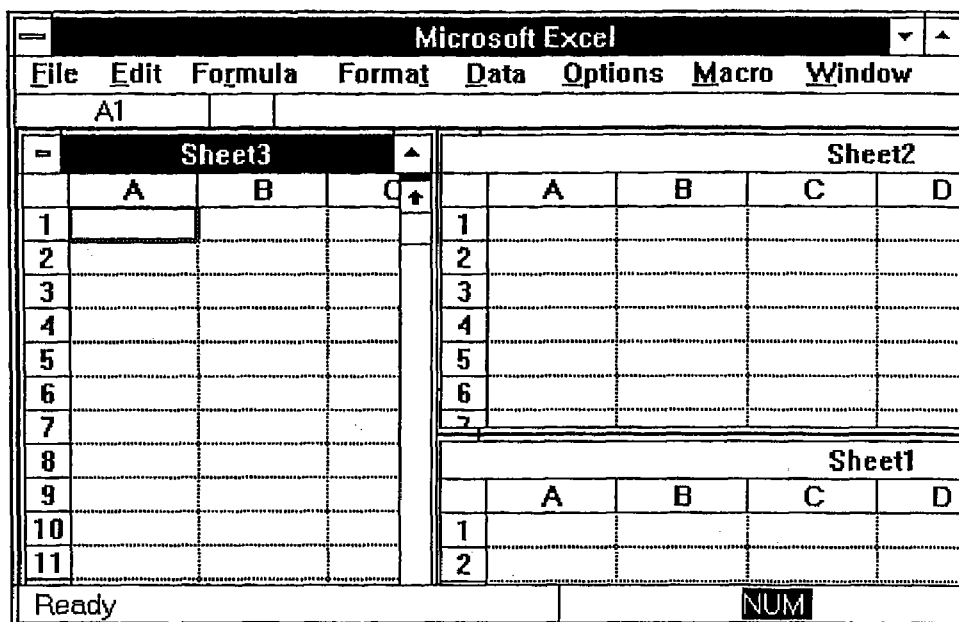 Microsoft Excel
File Edit Formula Format Data Options Macro Window
A1
Sheet3
A B C
1
2
3
4
5
6
7
8
9
10
11
Sheet2
A B C D
1
2
3
4
5
6
7
Sheet1
A B C D
1
2
Ready NUM